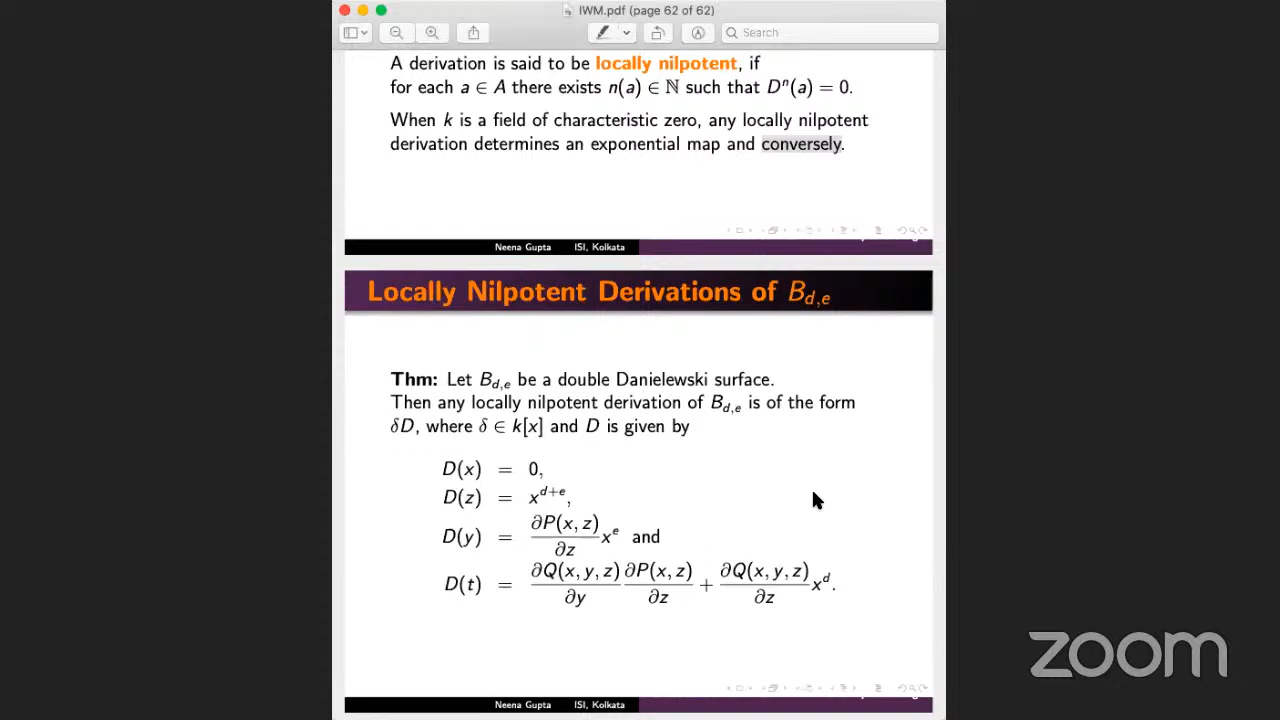 IWM.pdf (page 62 of 62)
Search
A derivation is said to be locally nilpotent, if
for each a ∈ A there exists n(a) ∈ ℕ such that Dⁿ(a) = 0.
When k is a field of characteristic zero, any locally nilpotent
derivation determines an exponential map and conversely.
Neena Gupta ISI, Kolkata
Locally Nilpotent Derivations of B_{d,e}
Thm: Let B_{d,e} be a double Danielewski surface.
Then any locally nilpotent derivation of B_{d,e} is of the form
δD, where δ ∈ k[x] and D is given by
D(x) = 0,
D(z) = x^{d+e},
D(y) = ∂P(x, z)/∂z x^e and
D(t) = ∂Q(x, y, z)/∂y ∂P(x, z)/∂z + ∂Q(x, y, z)/∂z x^d.
zoom
Neena Gupta ISI, Kolkata